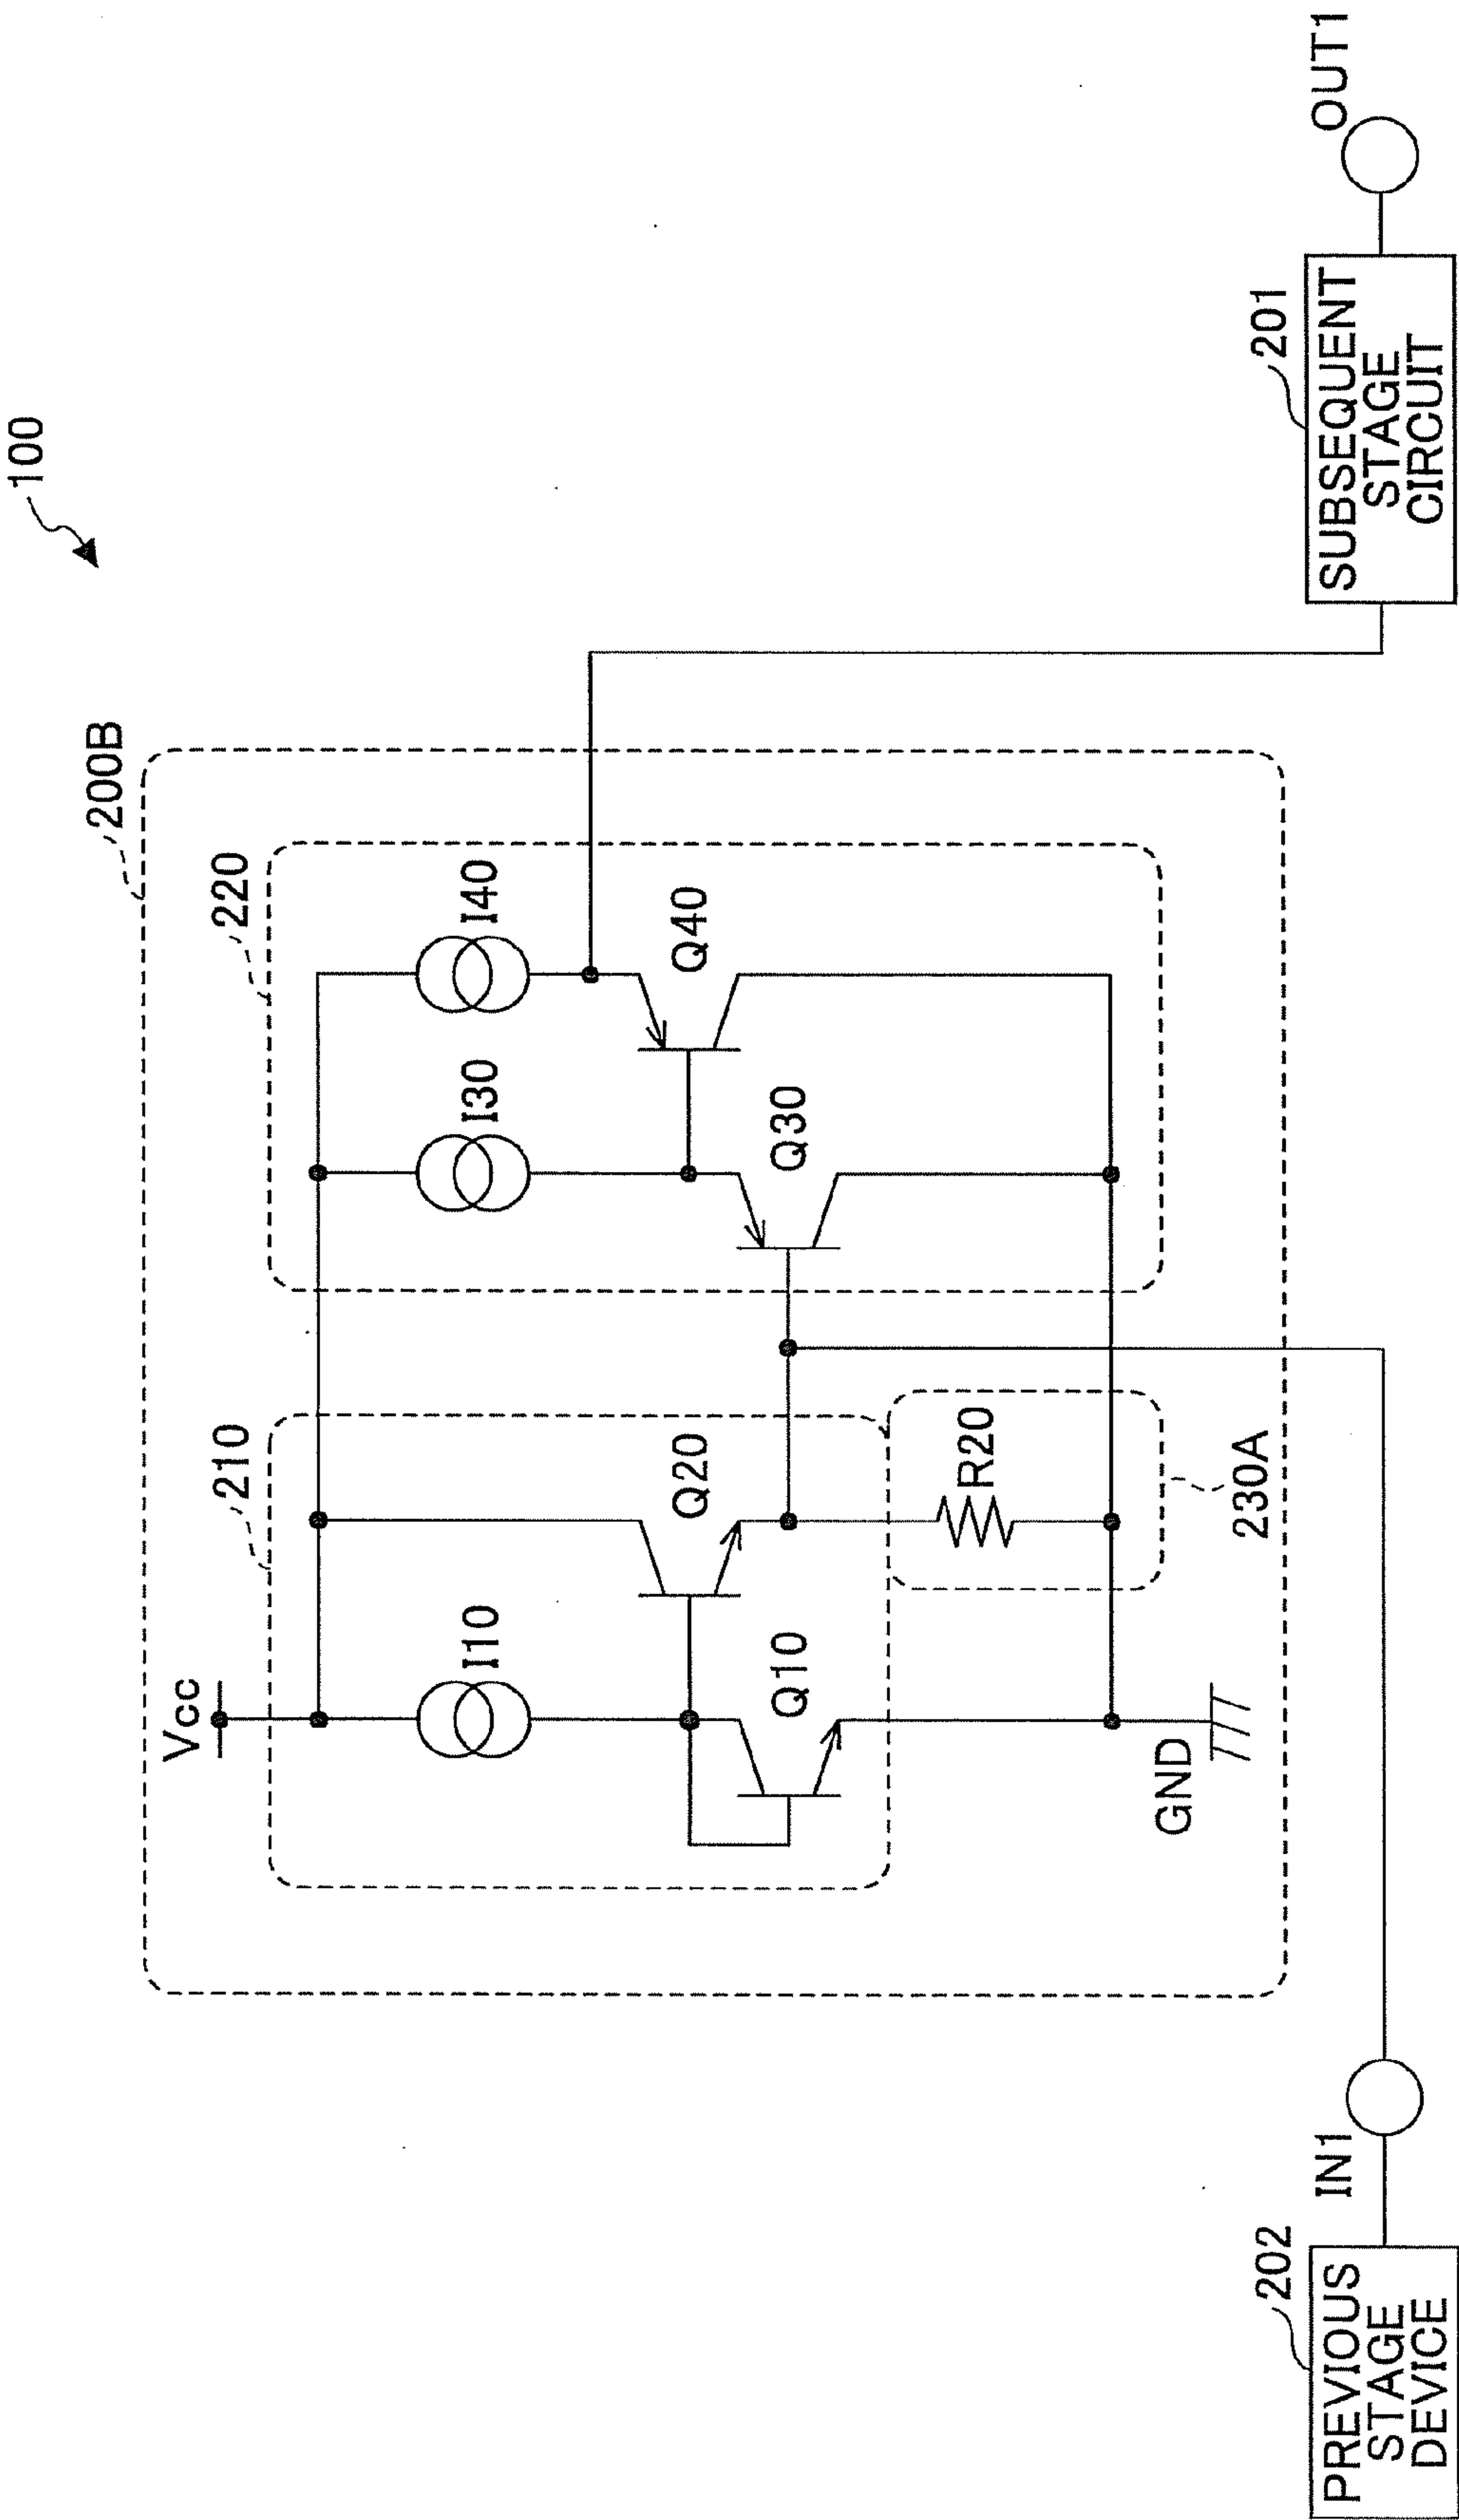 100
200B
210
220
Vcc
I10
I30
I40
Q20
Q40
Q10
Q30
R20
GND
230A
202
IN1
PREVIOUS
STAGE
DEVICE
201
OUT1
SUBSEQUENT
STAGE
CIRCUIT